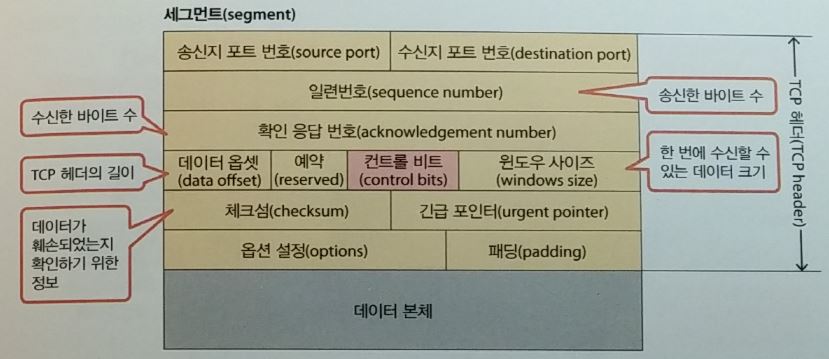 세그먼트(segment)
송신지 포트 번호(source port)
수신지 포트 번호(destination port)
일련번호(sequence number)
송신한 바이트 수
수신한 바이트 수
확인 응답 번호(acknowledgement number)
TCP 헤더의 길이
데이터 옵셋
(data offset)
예약
(reserved)
컨트롤 비트
(control bits)
윈도우 사이즈
(windows size)
한 번에 수신할 수
있는 데이터 크기
데이터가
훼손되었는지
확인하기 위한
정보
체크섬(checksum)
긴급 포인터(urgent pointer)
옵션 설정(options)
패딩(padding)
데이터 본체
TCP 헤더(TCP header)